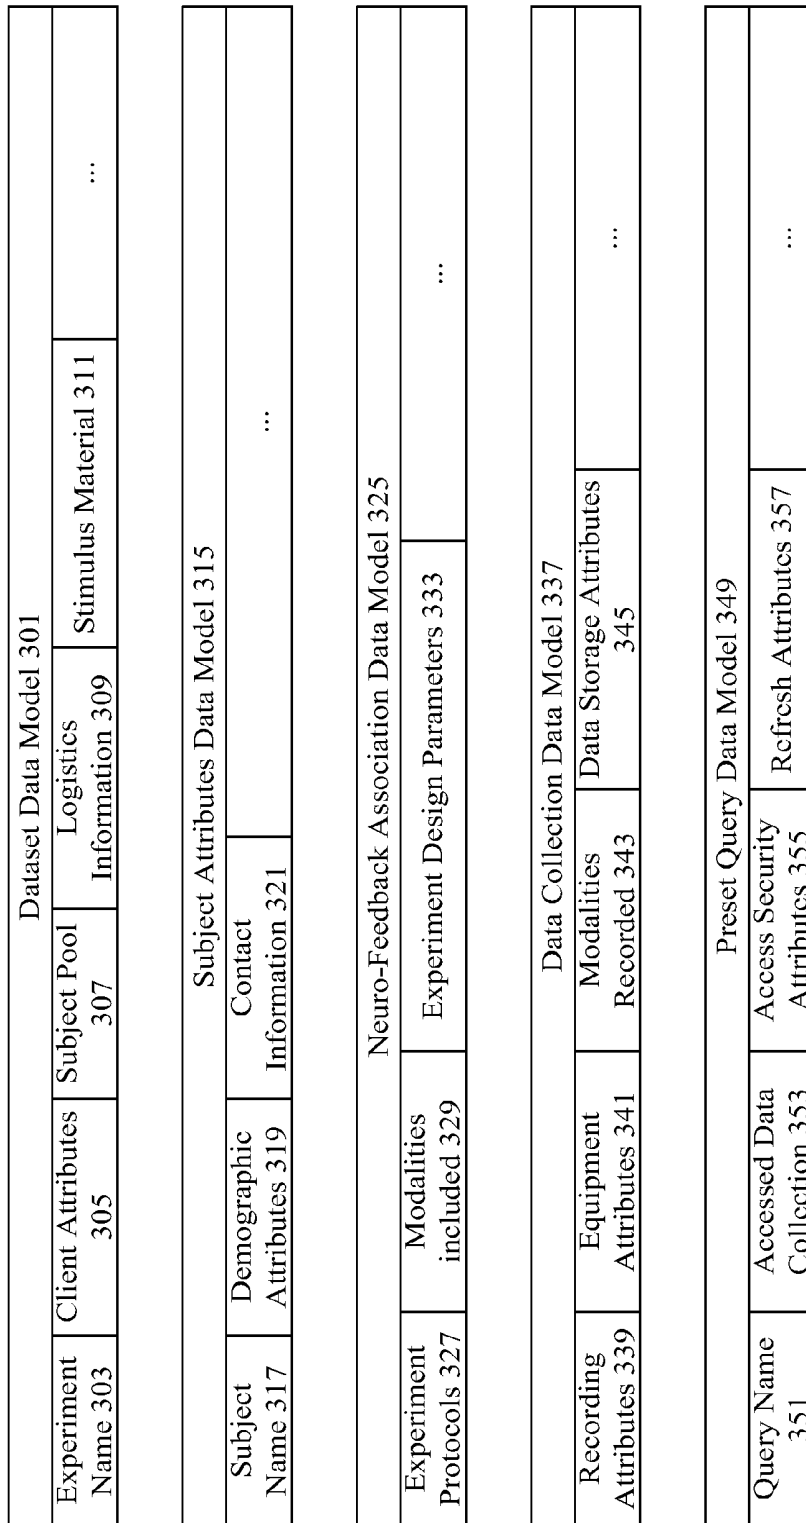 Dataset Data Model 301
Experiment
Name 303
Client Attributes
305
Subject Pool
307
Logistics
Information 309
Stimulus Material 311
...
Subject Attributes Data Model 315
Subject
Name 317
Demographic
Attributes 319
Contact
Information 321
...
Neuro-Feedback Association Data Model 325
Experiment
Protocols 327
Modalities
included 329
Experiment Design Parameters 333
...
Data Collection Data Model 337
Recording
Attributes 339
Equipment
Attributes 341
Modalities
Recorded 343
Data Storage Attributes
345
...
Preset Query Data Model 349
Query Name
351
Accessed Data
Collection 353
Access Security
Attributes 355
Refresh Attributes 357
...